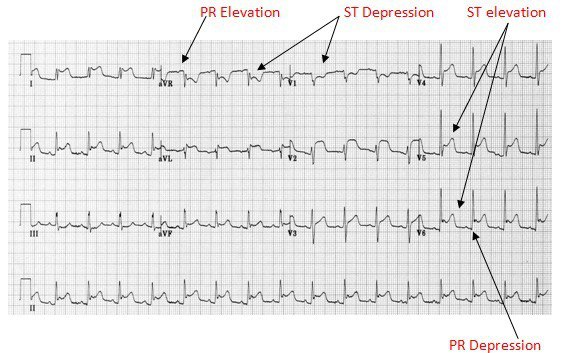 PR Elevation ST Depression ST elevation
I aVR V1 V4
II aVL V2 V5
III aVF V3 V6
II
PR Depression